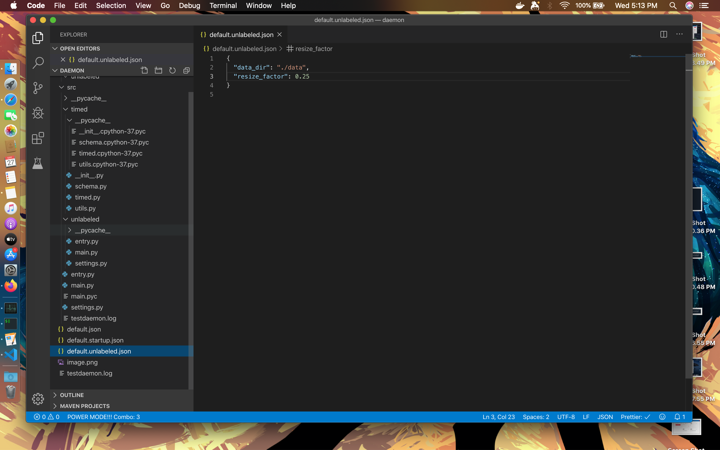 Code File Edit Selection View Go Debug Terminal Window Help 100% Wed 5:13 PM
default.unlabeled.json — daemon
EXPLORER
OPEN EDITORS
{} default.unlabeled.json
DAEMON
unlabeled
src
__pycache__
timed
__pycache__
__init__.cpython-37.pyc
schema.cpython-37.pyc
timed.cpython-37.pyc
utils.cpython-37.pyc
__init__.py
schema.py
timed.py
utils.py
unlabeled
__pycache__
entry.py
main.py
settings.py
entry.py
main.py
main.pyc
settings.py
testdaemon.log
{} default.json
{} default.startup.json
{} default.unlabeled.json
image.png
testdaemon.log
OUTLINE
MAVEN PROJECTS
{} default.unlabeled.json
{} default.unlabeled.json > # resize_factor
1 {
2 "data_dir": "./data",
3 "resize_factor": 0.25
4 }
5
0 0 POWER MODE!!! Combo: 3 Ln 3, Col 23 Spaces: 2 UTF-8 LF JSON Prettier: ✓ 1
Shot
0.36 PM
Shot
0.48 PM
Shot
Shot
7.55 PM
Shot